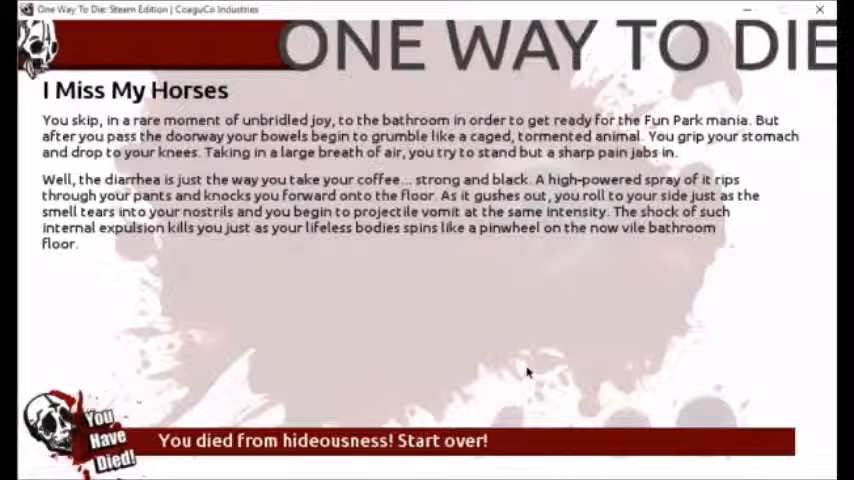 One Way To Die: Steam Edition | CoaguCo Industries
ONE WAY TO DIE
I Miss My Horses
You skip, in a rare moment of unbridled joy, to the bathroom in order to get ready for the Fun Park mania. But
after you pass the doorway your bowels begin to grumble like a caged, tormented animal. You grip your stomach
and drop to your knees. Taking in a large breath of air, you try to stand but a sharp pain jabs in.
Well, the diarrhea is just the way you take your coffee... strong and black. A high-powered spray of it rips
through your pants and knocks you forward onto the floor. As it gushes out, you roll to your side just as the
smell tears into your nostrils and you begin to projectile vomit at the same intensity. The shock of such
internal expulsion kills you just as your lifeless bodies spins like a pinwheel on the now vile bathroom
floor.
You
Have
Died!
You died from hideousness! Start over!